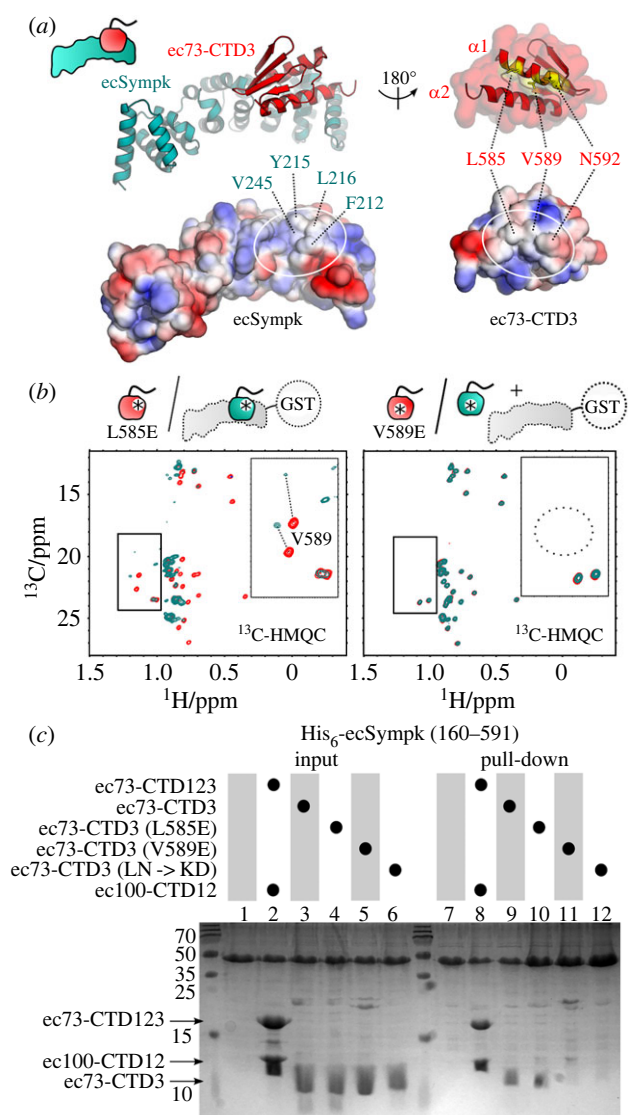 (a)
ec73-CTD3
ecSympk
180°
α1
α2
Y215
V245
L216
F212
L585 V589 N592
ecSympk
ec73-CTD3
(b)
L585E
GST
V589E
+
GST
15
20
25
13C/ppm
V589
13C-HMQC
13C-HMQC
1.5 1.0 0.5 0
1.5 1.0 0.5 0
1H/ppm
1H/ppm
(c)
His6-ecSympk (160–591)
input pull-down
ec73-CTD123
ec73-CTD3
ec73-CTD3 (L585E)
ec73-CTD3 (V589E)
ec73-CTD3 (LN -> KD)
ec100-CTD12
1 2 3 4 5 6 7 8 9 10 11 12
70
50
35
25
ec73-CTD123
15
ec100-CTD12
ec73-CTD3
10